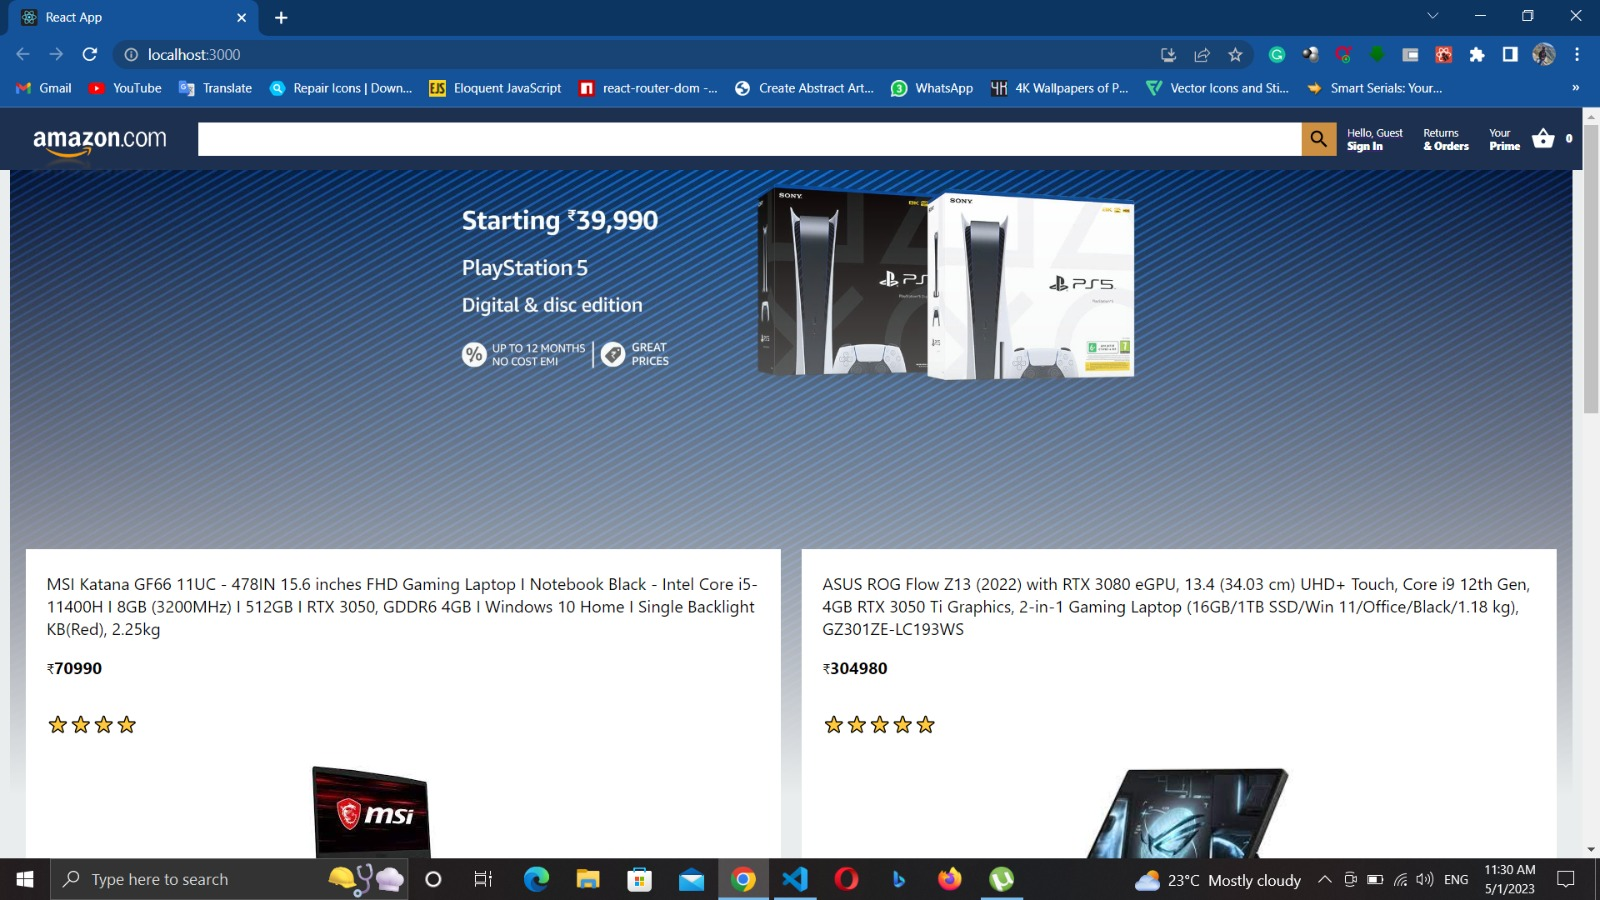 React App
localhost:3000
Gmail
YouTube
Translate
Repair Icons | Down...
EJS
Eloquent JavaScript
react-router-dom -...
Create Abstract Art...
3
WhatsApp
4K
4K Wallpapers of P...
Vector Icons and Sti...
Smart Serials: Your...
»
amazon.com
Hello, Guest
Sign In
Returns
& Orders
Your
Prime
0
Starting ₹39,990
PlayStation 5
Digital & disc edition
% UP TO 12 MONTHS
NO COST EMI
GREAT
PRICES
SONY
SONY
PS5
MSI Katana GF66 11UC - 478IN 15.6 inches FHD Gaming Laptop I Notebook Black - Intel Core i5-
11400H I 8GB (3200MHz) I 512GB I RTX 3050, GDDR6 4GB I Windows 10 Home I Single Backlight
KB(Red), 2.25kg
₹70990
msi
ASUS ROG Flow Z13 (2022) with RTX 3080 eGPU, 13.4 (34.03 cm) UHD+ Touch, Core i9 12th Gen,
4GB RTX 3050 Ti Graphics, 2-in-1 Gaming Laptop (16GB/1TB SSD/Win 11/Office/Black/1.18 kg),
GZ301ZE-LC193WS
₹304980
Type here to search
23°C Mostly cloudy
ENG
11:30 AM
5/1/2023